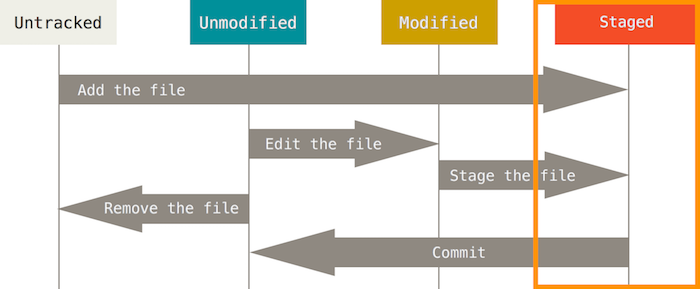 Untracked
Unmodified
Modified
Staged
Add the file
Edit the file
Stage the file
Remove the file
Commit